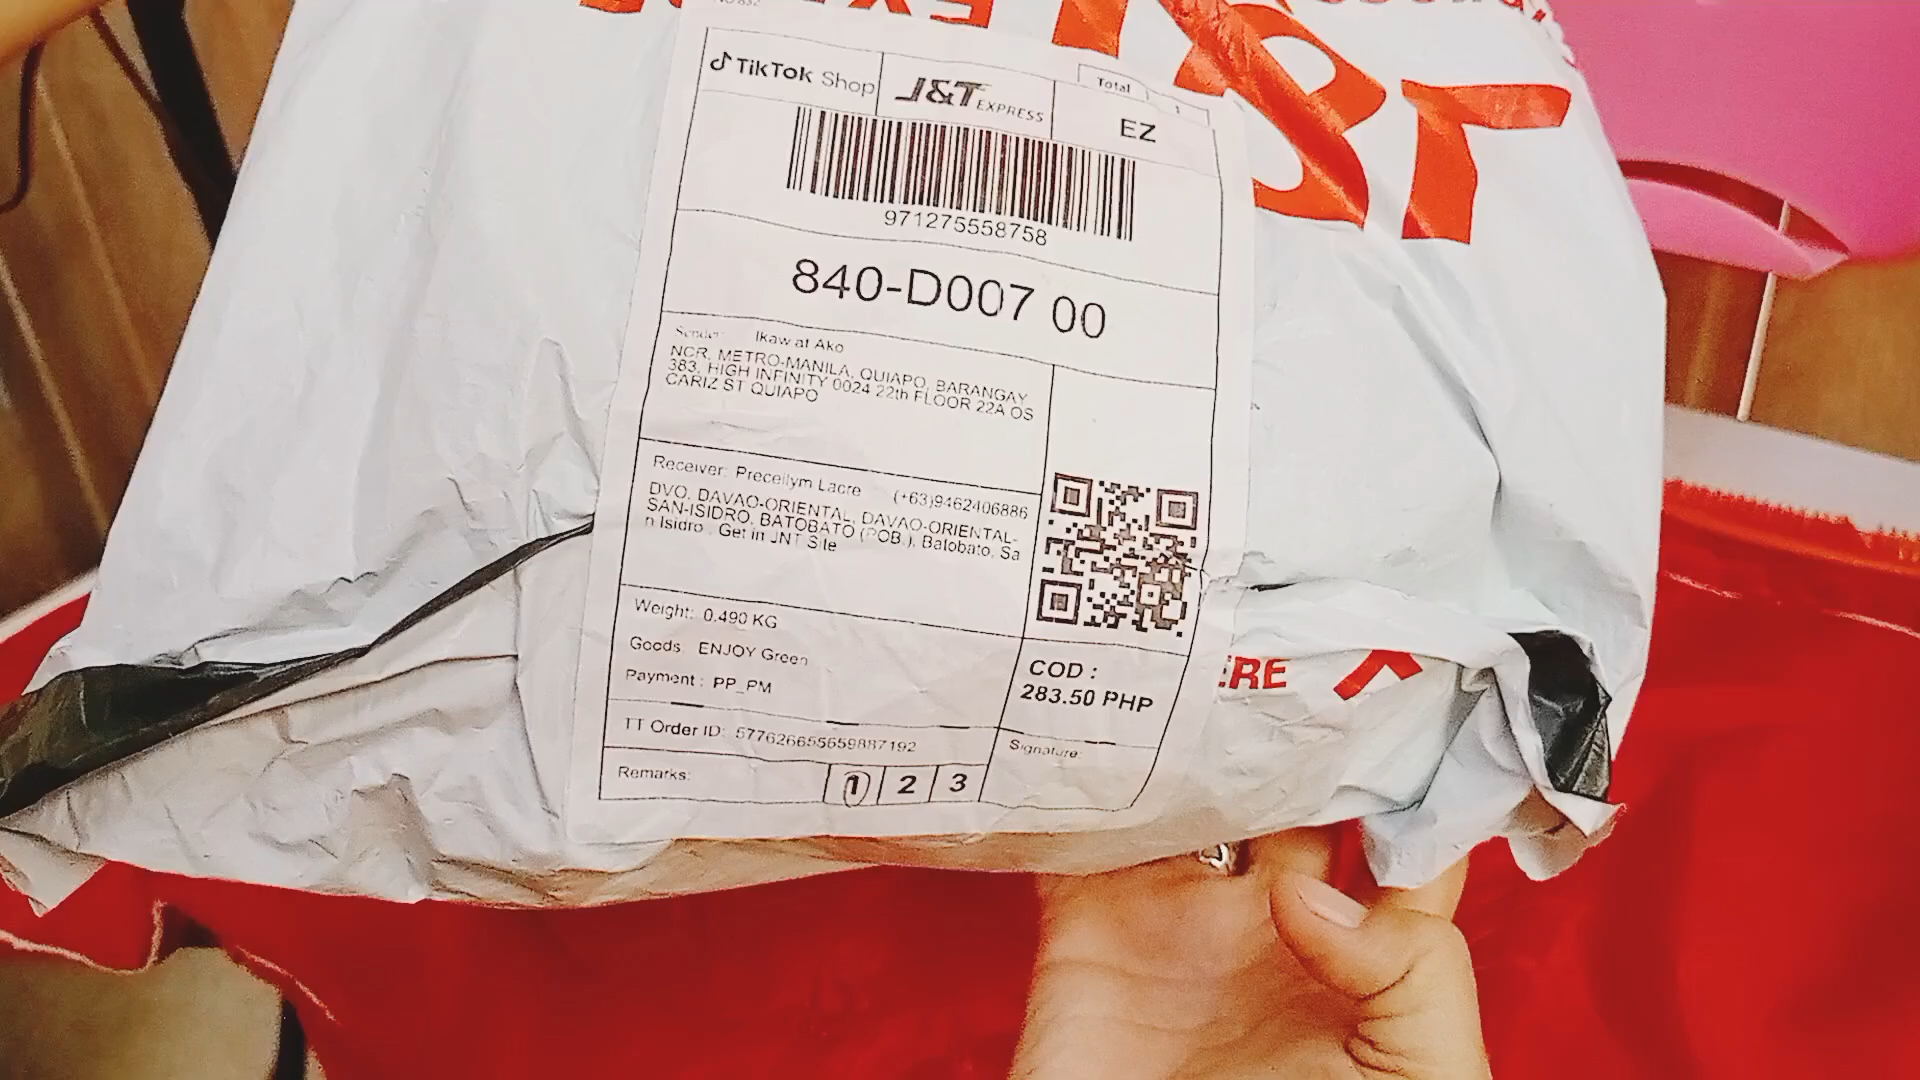 TikTok Shop
J&T EXPRESS
Total 1
EZ
971275558758
840-D007 00
Sender: Ikaw at Ako
NCR, METRO-MANILA, QUIAPO, BARANGAY
383, HIGH INFINITY 0024 22th FLOOR 22A OS
CARIZ ST QUIAPO
Receiver: Precellym Lacre (+63)9462406886
DVO, DAVAO-ORIENTAL, DAVAO-ORIENTAL-
SAN-ISIDRO, BATOBATO (POB.), Batobato, Sa
n Isidro . Get in JNT Site
Weight: 0.490 KG
Goods: ENJOY Green
Payment: PP_PM
COD :
283.50 PHP
TT Order ID: 577626655659887192
Signature:
Remarks:
1 2 3
J&T